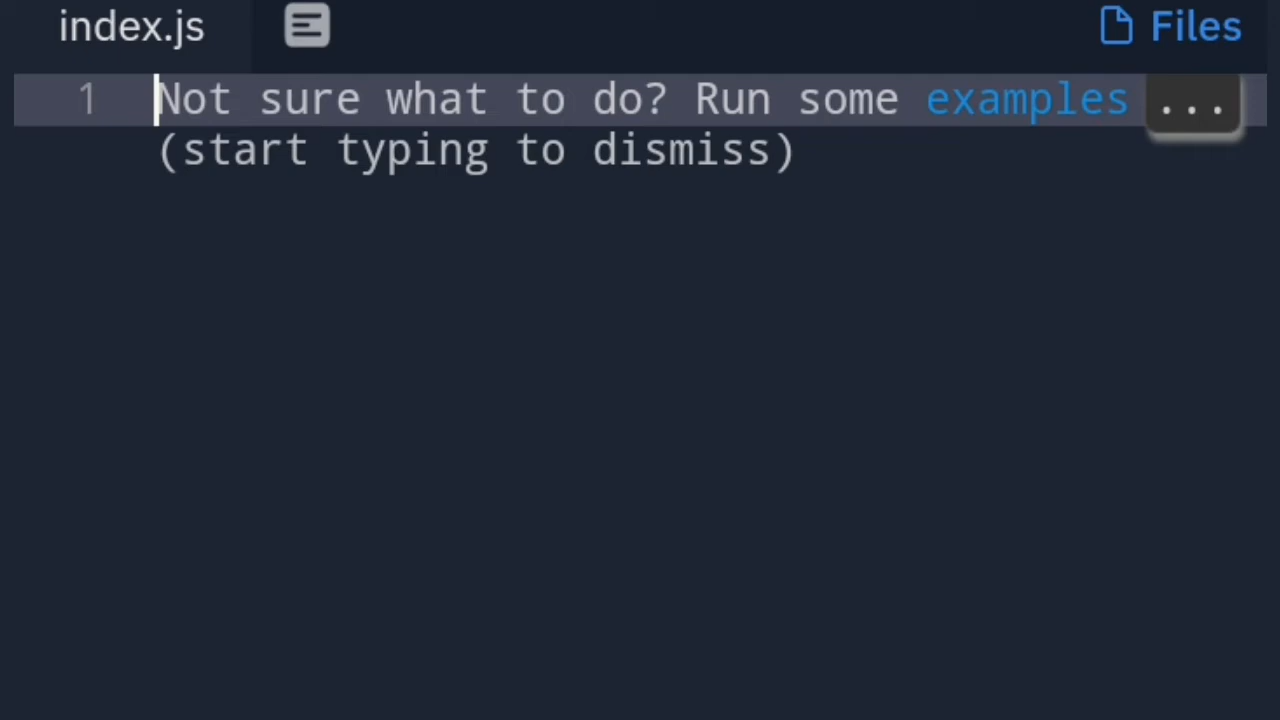 index.js
Files
1 Not sure what to do? Run some examples ...
(start typing to dismiss)